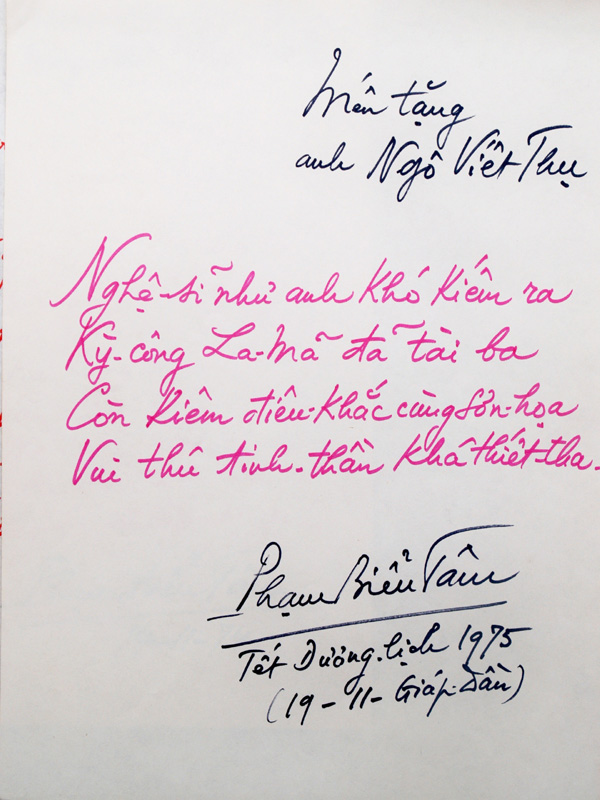 Mến tặng
anh Ngô Viết-Thụ
Nghệ-sĩ như anh khó kiếm ra
Kỳ-công La-Mã đã tài ba
Còn kiêm điêu-khắc cùng sơn-họa
Vui thú tinh-thần khá thiết-tha.
Phạm Biểu Tâm
Tết Dương-lịch 1975
(19-11-Giáp-Dần)